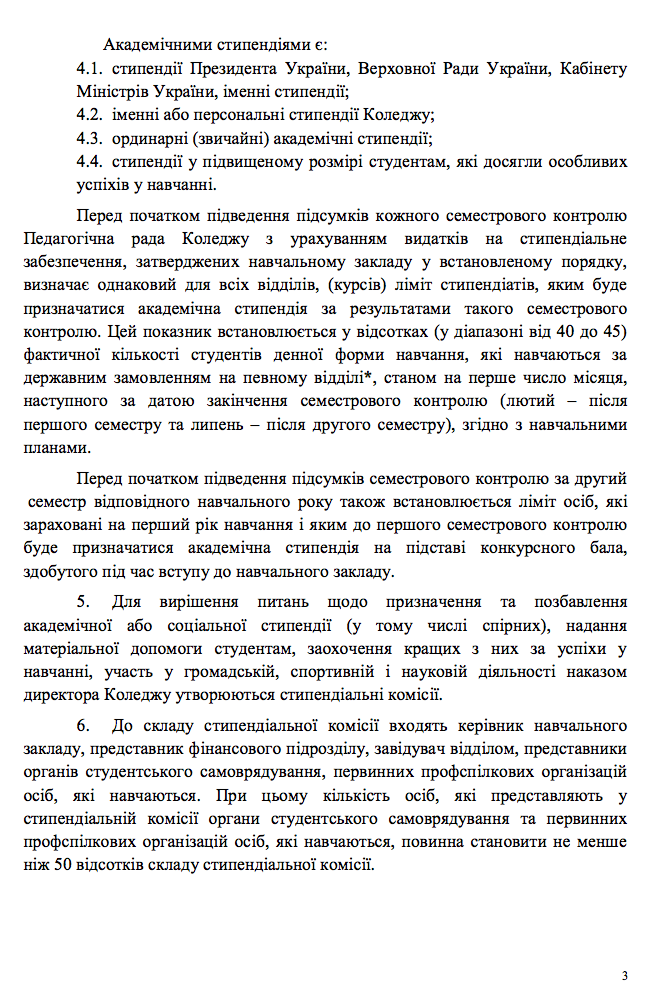 Академічними стипендіями є:
4.1. стипендії Президента України, Верховної Ради України, Кабінету
Міністрів України, іменні стипендії;
4.2. іменні або персональні стипендії Коледжу;
4.3. ординарні (звичайні) академічні стипендії;
4.4. стипендії у підвищеному розмірі студентам, які досягли особливих
успіхів у навчанні.
Перед початком підведення підсумків кожного семестрового контролю
Педагогічна рада Коледжу з урахуванням видатків на стипендіальне
забезпечення, затверджених навчальному закладу у встановленому порядку,
визначає однаковий для всіх відділів, (курсів) ліміт стипендіатів, яким буде
призначатися академічна стипендія за результатами такого семестрового
контролю. Цей показник встановлюється у відсотках (у діапазоні від 40 до 45)
фактичної кількості студентів денної форми навчання, які навчаються за
державним замовленням на певному відділі*, станом на перше число місяця,
наступного за датою закінчення семестрового контролю (лютий – після
першого семестру та липень – після другого семестру), згідно з навчальними
планами.
Перед початком підведення підсумків семестрового контролю за другий
семестр відповідного навчального року також встановлюється ліміт осіб, які
зараховані на перший рік навчання і яким до першого семестрового контролю
буде призначатися академічна стипендія на підставі конкурсного бала,
здобутого під час вступу до навчального закладу.
5. Для вирішення питань щодо призначення та позбавлення
академічної або соціальної стипендії (у тому числі спірних), надання
матеріальної допомоги студентам, заохочення кращих з них за успіхи у
навчанні, участь у громадській, спортивній і науковій діяльності наказом
директора Коледжу утворюються стипендіальні комісії.
6. До складу стипендіальної комісії входять керівник навчального
закладу, представник фінансового підрозділу, завідувач відділом, представники
органів студентського самоврядування, первинних профспілкових організацій
осіб, які навчаються. При цьому кількість осіб, які представляють у
стипендіальній комісії органи студентського самоврядування та первинних
профспілкових організацій осіб, які навчаються, повинна становити не менше
ніж 50 відсотків складу стипендіальної комісії.
3